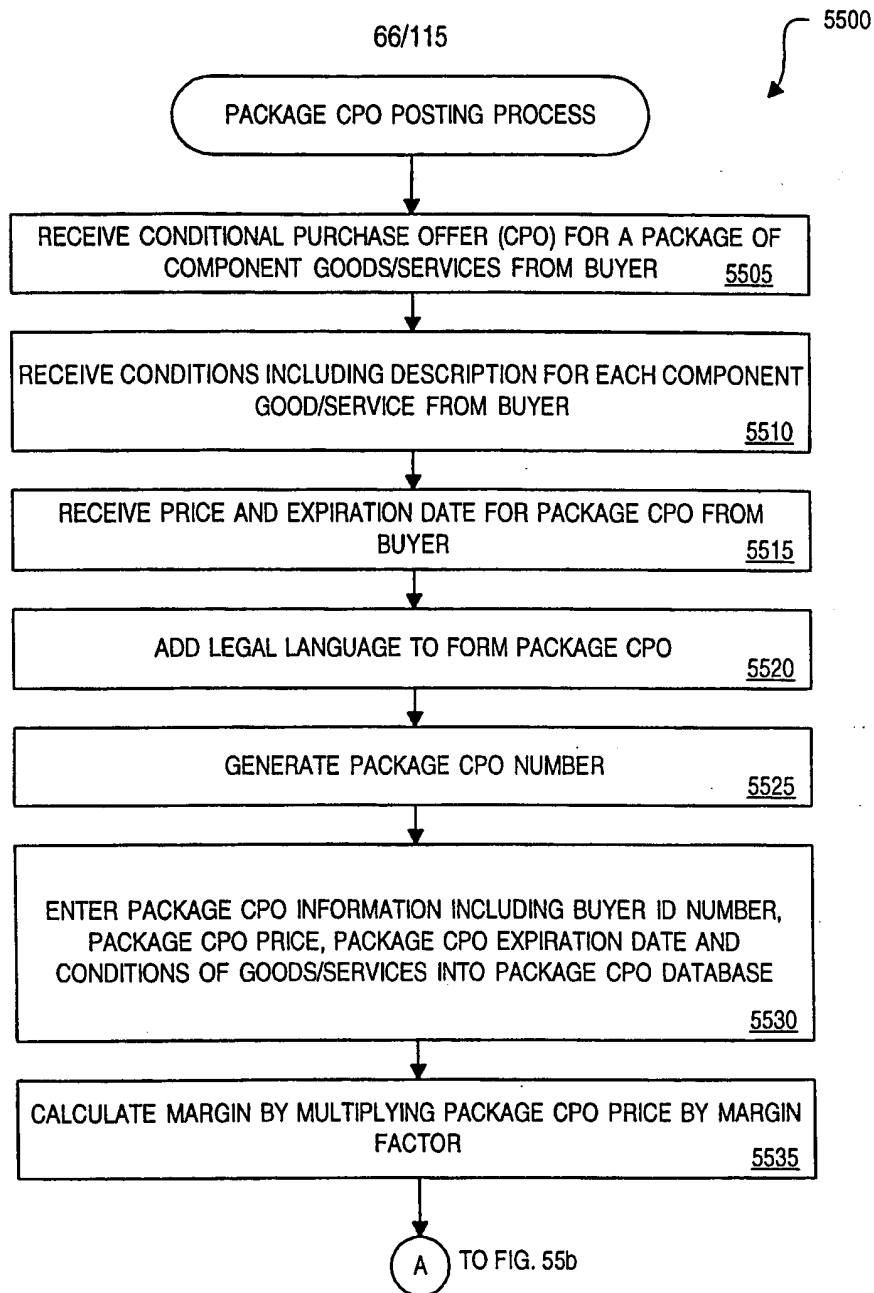 66/115
5500
PACKAGE CPO POSTING PROCESS
RECEIVE CONDITIONAL PURCHASE OFFER (CPO) FOR A PACKAGE OF
COMPONENT GOODS/SERVICES FROM BUYER
5505
RECEIVE CONDITIONS INCLUDING DESCRIPTION FOR EACH COMPONENT
GOOD/SERVICE FROM BUYER
5510
RECEIVE PRICE AND EXPIRATION DATE FOR PACKAGE CPO FROM
BUYER
5515
ADD LEGAL LANGUAGE TO FORM PACKAGE CPO
5520
GENERATE PACKAGE CPO NUMBER
5525
ENTER PACKAGE CPO INFORMATION INCLUDING BUYER ID NUMBER,
PACKAGE CPO PRICE, PACKAGE CPO EXPIRATION DATE AND
CONDITIONS OF GOODS/SERVICES INTO PACKAGE CPO DATABASE
5530
CALCULATE MARGIN BY MULTIPLYING PACKAGE CPO PRICE BY MARGIN
FACTOR
5535
A TO FIG. 55b